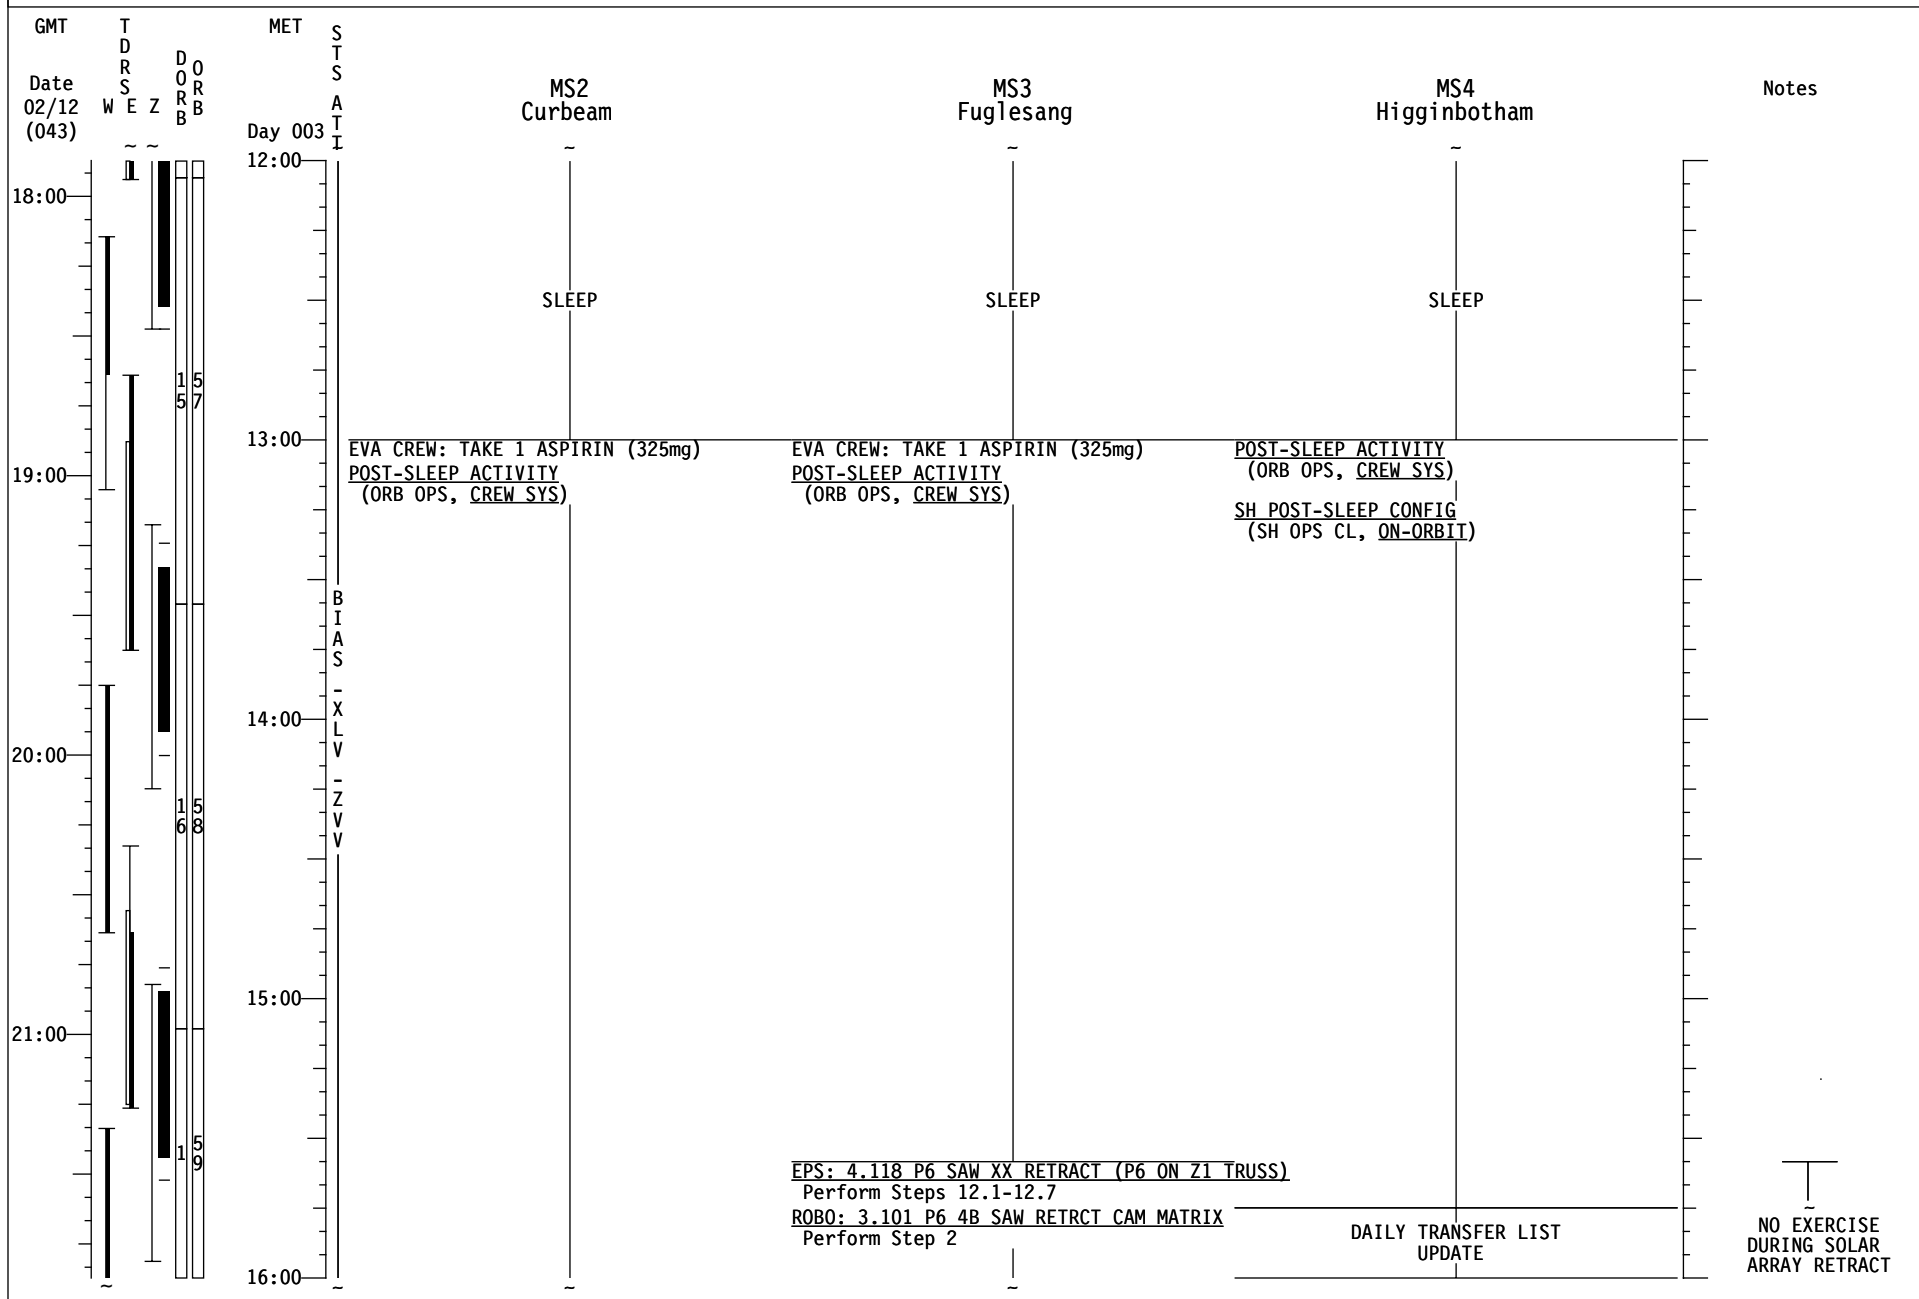 GMT
TDRS
DORB
ORB
MET
STS ATT
Date
02/12
(043)
W E Z
Day 003
MS2
Curbeam
MS3
Fuglesang
MS4
Higginbotham
Notes
~ ~ ~ ~ ~
12:00
18:00
SLEEP
SLEEP
SLEEP
15
57
13:00
EVA CREW: TAKE 1 ASPIRIN (325mg)
POST-SLEEP ACTIVITY
(ORB OPS, CREW SYS)
EVA CREW: TAKE 1 ASPIRIN (325mg)
POST-SLEEP ACTIVITY
(ORB OPS, CREW SYS)
POST-SLEEP ACTIVITY
(ORB OPS, CREW SYS)
SH POST-SLEEP CONFIG
(SH OPS CL, ON-ORBIT)
19:00
BIAS -XLV -ZVV
14:00
20:00
16
58
15:00
21:00
1
59
EPS: 4.118 P6 SAW XX RETRACT (P6 ON Z1 TRUSS)
Perform Steps 12.1-12.7
ROBO: 3.101 P6 4B SAW RETRCT CAM MATRIX
Perform Step 2
DAILY TRANSFER LIST
UPDATE
~
NO EXERCISE
DURING SOLAR
ARRAY RETRACT
16:00
~ ~ ~ ~